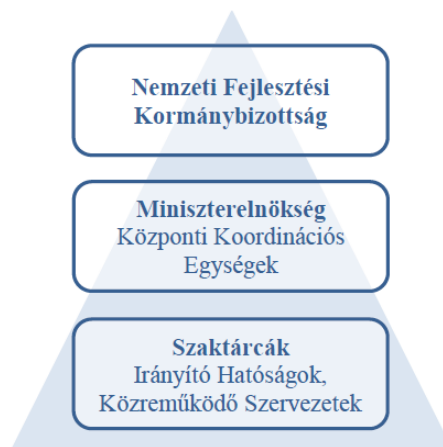 Nemzeti Fejlesztési
Kormánybizottság
Miniszterelnökség
Központi Koordinációs
Egységek
Szaktárcák
Irányító Hatóságok,
Közreműködő Szervezetek